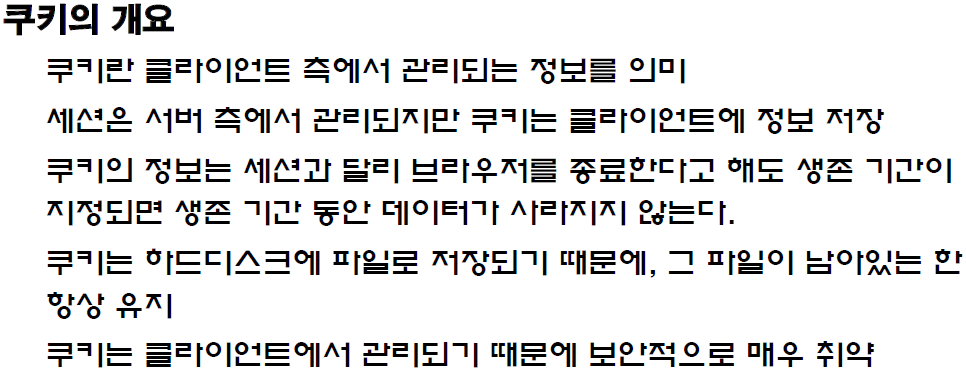 쿠키의 개요
쿠키란 클라이언트 측에서 관리되는 정보를 의미
세션은 서버 측에서 관리되지만 쿠키는 클라이언트에 정보 저장
쿠키의 정보는 세션과 달리 브라우저를 종료한다고 해도 생존 기간이
지정되면 생존 기간 동안 데이터가 사라지지 않는다.
쿠키는 하드디스크에 파일로 저장되기 때문에, 그 파일이 남아있는 한
항상 유지
쿠키는 클라이언트에서 관리되기 때문에 보안적으로 매우 취약